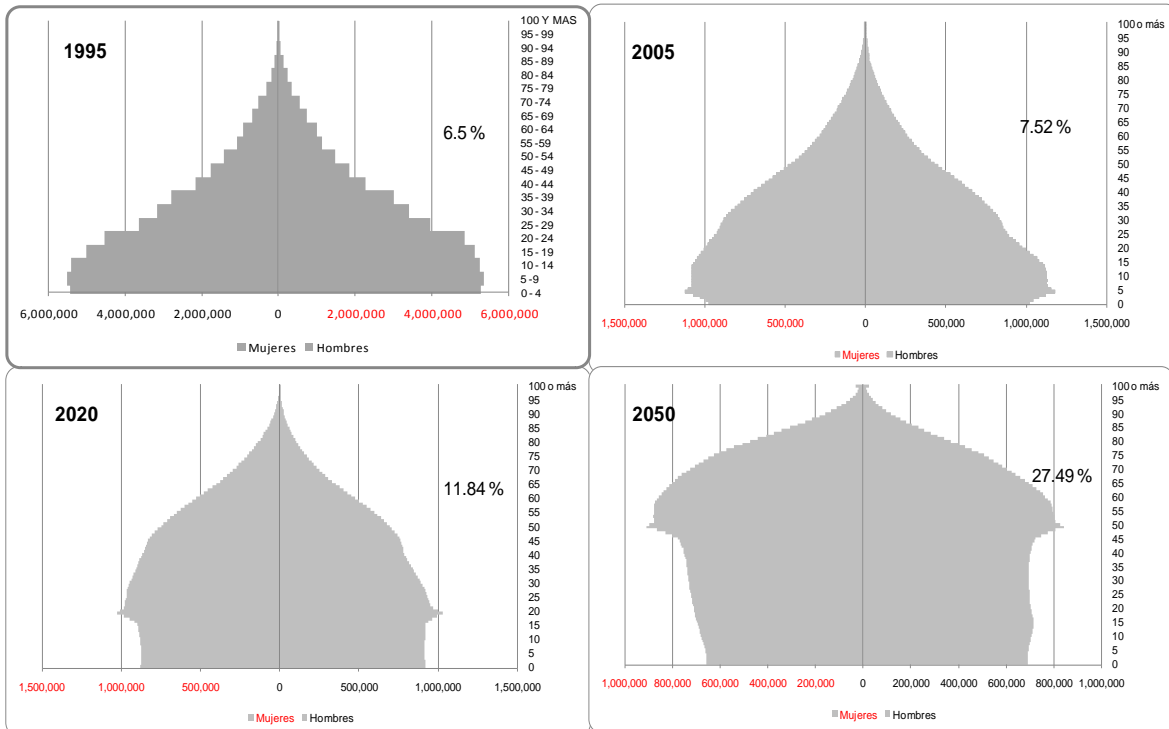 1995
6.5 %
100 Y MAS
95 - 99
90 - 94
85 - 89
80 - 84
75 - 79
70 - 74
65 - 69
60 - 64
55 - 59
50 - 54
45 - 49
40 - 44
35 - 39
30 - 34
25 - 29
20 - 24
15 - 19
10 - 14
5 - 9
0 - 4
6,000,000 4,000,000 2,000,000 0 2,000,000 4,000,000 6,000,000
Mujeres Hombres
2005
7.52 %
100 o más
95
90
85
80
75
70
65
60
55
50
45
40
35
30
25
20
15
10
5
0
1,500,000 1,000,000 500,000 0 500,000 1,000,000 1,500,000
Mujeres Hombres
2020
11.84 %
100 o más
95
90
85
80
75
70
65
60
55
50
45
40
35
30
25
20
15
10
5
0
1,500,000 1,000,000 500,000 0 500,000 1,000,000 1,500,000
Mujeres Hombres
2050
27.49 %
100 o más
95
90
85
80
75
70
65
60
55
50
45
40
35
30
25
20
15
10
5
0
1,000,000 800,000 600,000 400,000 200,000 0 200,000 400,000 600,000 800,000 1,000,000
Mujeres Hombres